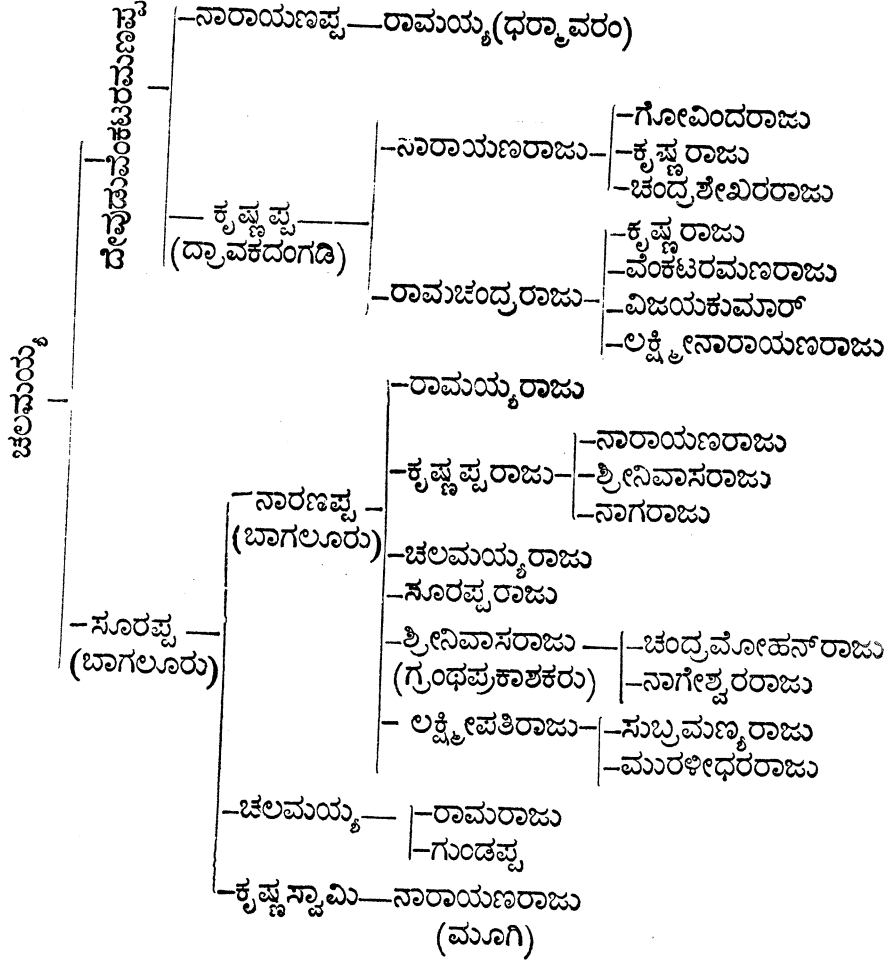 ನಾರಾಯಣಪ್ಪ—ರಾಮಯ್ಯ(ಧರ್ಮಾವರಂ)
ದೇವುಡುವೆಂಕಟರಮಣಪ್ಪ
ಗೋವಿಂದರಾಜು
ನಾರಾಯಣರಾಜು
ಕೃಷ್ಣರಾಜು
ಚಂದ್ರಶೇಖರರಾಜು
ಕೃಷ್ಣಪ್ಪ
(ದ್ರಾವಕದಂಗಡಿ)
ಕೃಷ್ಣರಾಜು
ವೆಂಕಟರಮಣರಾಜು
ರಾಮಚಂದ್ರರಾಜು
ವಿಜಯಕುಮಾರ್
ಲಕ್ಷ್ಮೀನಾರಾಯಣರಾಜು
ಚಲಮಯ್ಯ
ರಾಮಯ್ಯರಾಜು
ನಾರಾಯಣರಾಜು
ಕೃಷ್ಣಪ್ಪರಾಜು
ಶ್ರೀನಿವಾಸರಾಜು
ನಾಗರಾಜು
ನಾರಣಪ್ಪ
(ಬಾಗಲೂರು)
ಚಲಮಯ್ಯರಾಜು
ಸೂರಪ್ಪರಾಜು
ಸೂರಪ್ಪ
(ಬಾಗಲೂರು)
ಶ್ರೀನಿವಾಸರಾಜು
(ಗ್ರಂಥಪ್ರಕಾಶಕರು)
ಚಂದ್ರಮೋಹನ್‌ರಾಜು
ನಾಗೇಶ್ವರರಾಜು
ಲಕ್ಷ್ಮೀಪತಿರಾಜು
ಸುಬ್ರಮಣ್ಯರಾಜು
ಮುರಳೀಧರರಾಜು
ಚಲಮಯ್ಯ
ರಾಮರಾಜು
ಗುಂಡಪ್ಪ
ಕೃಷ್ಣಸ್ವಾಮಿ—ನಾರಾಯಣರಾಜು
(ಮೂಗಿ)